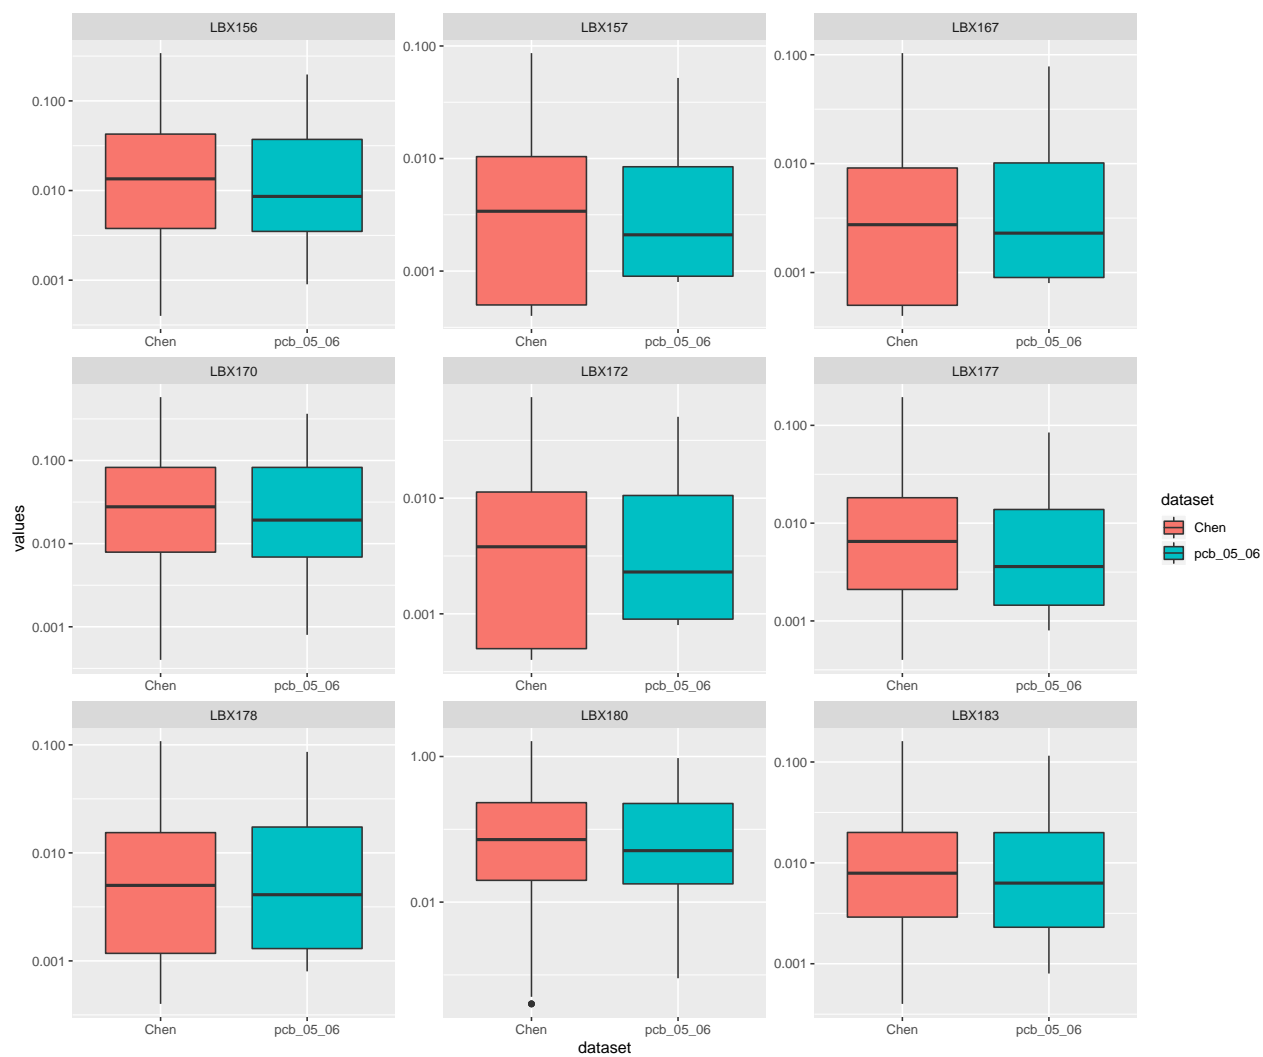 LBX156
LBX157
LBX167
0.100
0.010
0.001
0.100
0.010
0.001
0.100
0.010
0.001
Chen
pcb_05_06
Chen
pcb_05_06
Chen
pcb_05_06
LBX170
LBX172
LBX177
0.100
0.010
0.001
0.010
0.001
0.100
0.010
0.001
Chen
pcb_05_06
Chen
pcb_05_06
Chen
pcb_05_06
LBX178
LBX180
LBX183
0.100
0.010
0.001
1.00
0.01
0.100
0.010
0.001
Chen
pcb_05_06
Chen
pcb_05_06
Chen
pcb_05_06
values
dataset
dataset
Chen
pcb_05_06